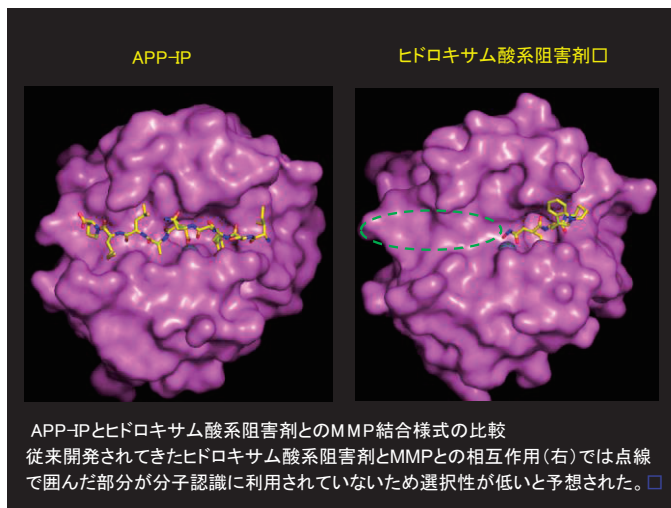 APP-IP
ヒドロキサム酸系阻害剤□
APP-IPとヒドロキサム酸系阻害剤とのMMP結合様式の比較
従来開発されてきたヒドロキサム酸系阻害剤とMMPとの相互作用(右)では点線
で囲んだ部分が分子認識に利用されていないため選択性が低いと予想された。□